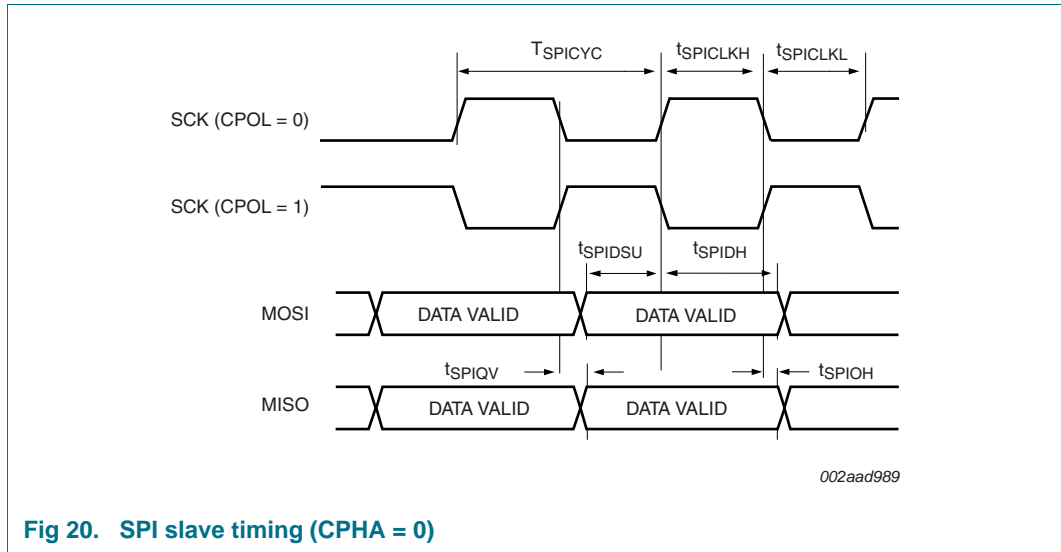 TSPICYC tSPICLKH tSPICLKL
SCK (CPOL = 0)
SCK (CPOL = 1)
tSPIDSU tSPIDH
MOSI DATA VALID DATA VALID
tSPIQV tSPIOH
MISO DATA VALID DATA VALID
002aad989
Fig 20. SPI slave timing (CPHA = 0)